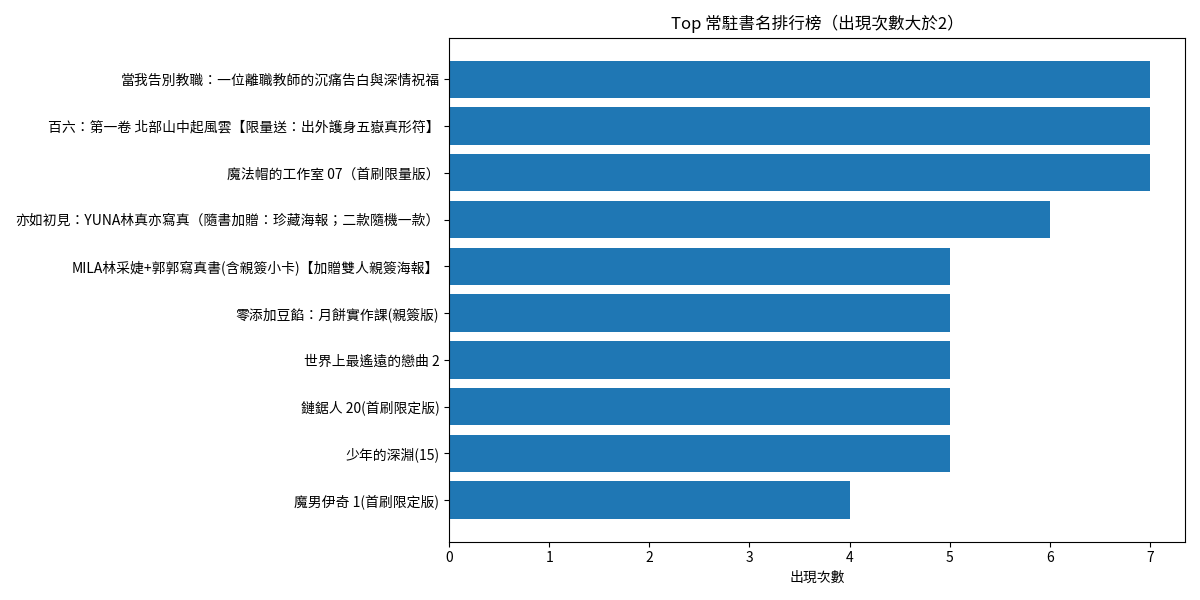 Top 常駐書名排行榜（出現次數大於2）
當我告別教職：一位離職教師的沉痛告白與深情祝福
百六：第一卷 北部山中起風雲【限量送：出外護身五嶽真形符】
魔法帽的工作室 07（首刷限量版）
亦如初見：YUNA林真亦寫真（隨書加贈：珍藏海報；二款隨機一款）
MILA林采婕+郭郭寫真書(含親簽小卡)【加贈雙人親簽海報】
零添加豆餡：月餅實作課(親簽版)
世界上最遙遠的戀曲 2
鏈鋸人 20(首刷限定版)
少年的深淵(15)
魔男伊奇 1(首刷限定版)
0 1 2 3 4 5 6 7
出現次數